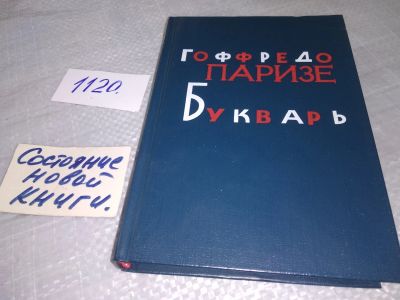 ГОФФРЕДО
ПАРИЗЕ
БУКВАРЬ
1120.
Состояние
новой
книги.